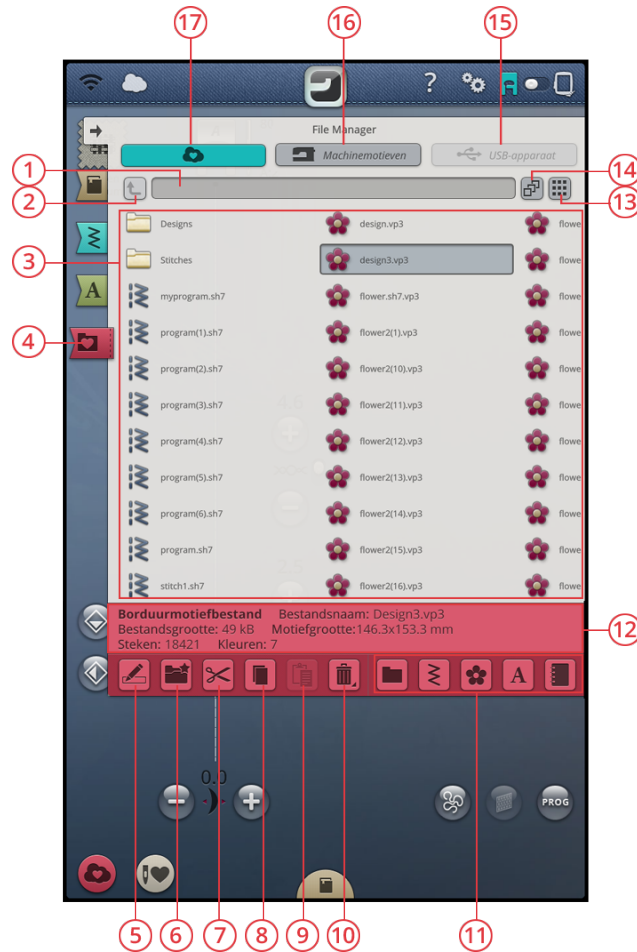 17
16
15
?
File Manager
Machinemotieven
USB-apparaat
1
14
2
13
Designs
design.vp3
flowe
3
Stitches
design3.vp3
flowe
A
myprogram.sh7
flower.sh7.vp3
flowe
4
program(1).sh7
flower2(1).vp3
flowe
program(2).sh7
flower2(10).vp3
flowe
program(3).sh7
flower2(11).vp3
flowe
program(4).sh7
flower2(12).vp3
flowe
program(5).sh7
flower2(13).vp3
flowe
program(6).sh7
flower2(14).vp3
flowe
program.sh7
flower2(15).vp3
flowe
stitch1.sh7
flower2(16).vp3
flowe
Borduurmotiefbestand Bestandsnaam: Design3.vp3
Bestandsgrootte: 49 kB Motiefgrootte:146.3x153.3 mm
Steken: 18421 Kleuren: 7
12
A
0.0
PROG
5
6
7
8
9
10
11